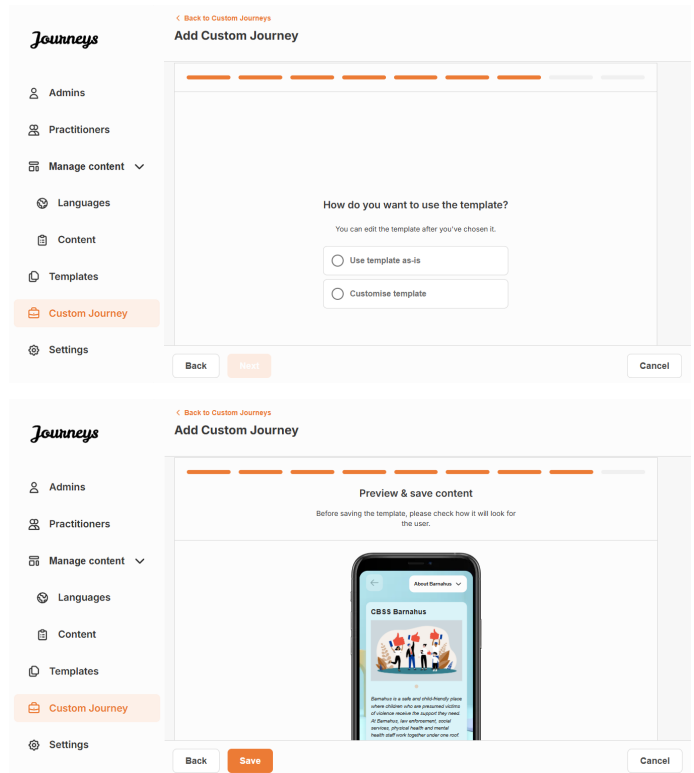 Journeys
Admins
Practitioners
Manage content
Languages
Content
Templates
Custom Journey
Settings
Back to Custom Journeys
Add Custom Journey
How do you want to use the template?
You can edit the template after you've chosen it.
Use template as-is
Customise template
Back
Next
Cancel
Journeys
Admins
Practitioners
Manage content
Languages
Content
Templates
Custom Journey
Settings
Back to Custom Journeys
Add Custom Journey
Preview & save content
Before saving the template, please check how it will look for
the user.
About Barnahus
CBSS Barnahus
Barnahus is a safe and child-friendly place
where children who are presumed victims
of violence receive the support they need.
At Barnahus, law enforcement, social
services, physical health and mental
health staff work together under one roof
Back
Save
Cancel